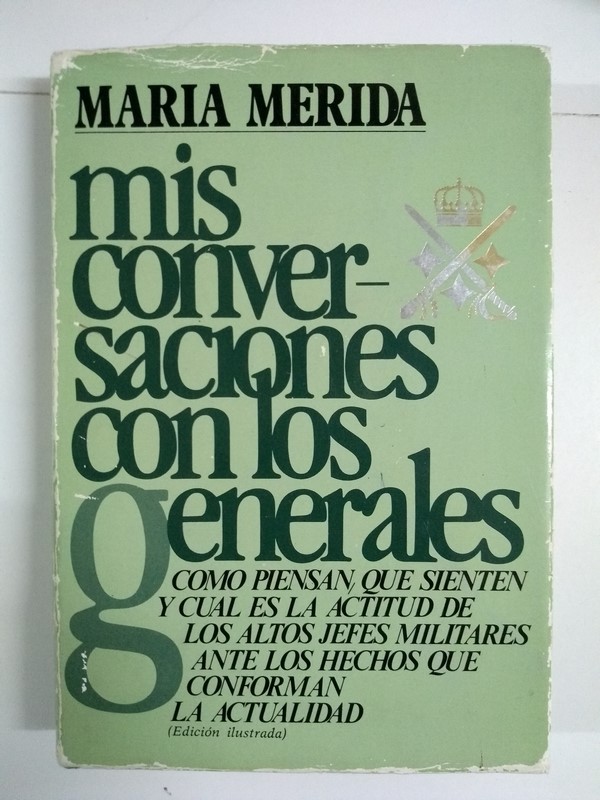 MARIA MERIDA
mis
conver-
saciones
con los
generales
COMO PIENSAN, QUE SIENTEN
Y CUAL ES LA ACTITUD DE
LOS ALTOS JEFES MILITARES
ANTE LOS HECHOS QUE
CONFORMAN
LA ACTUALIDAD
(Edición ilustrada)